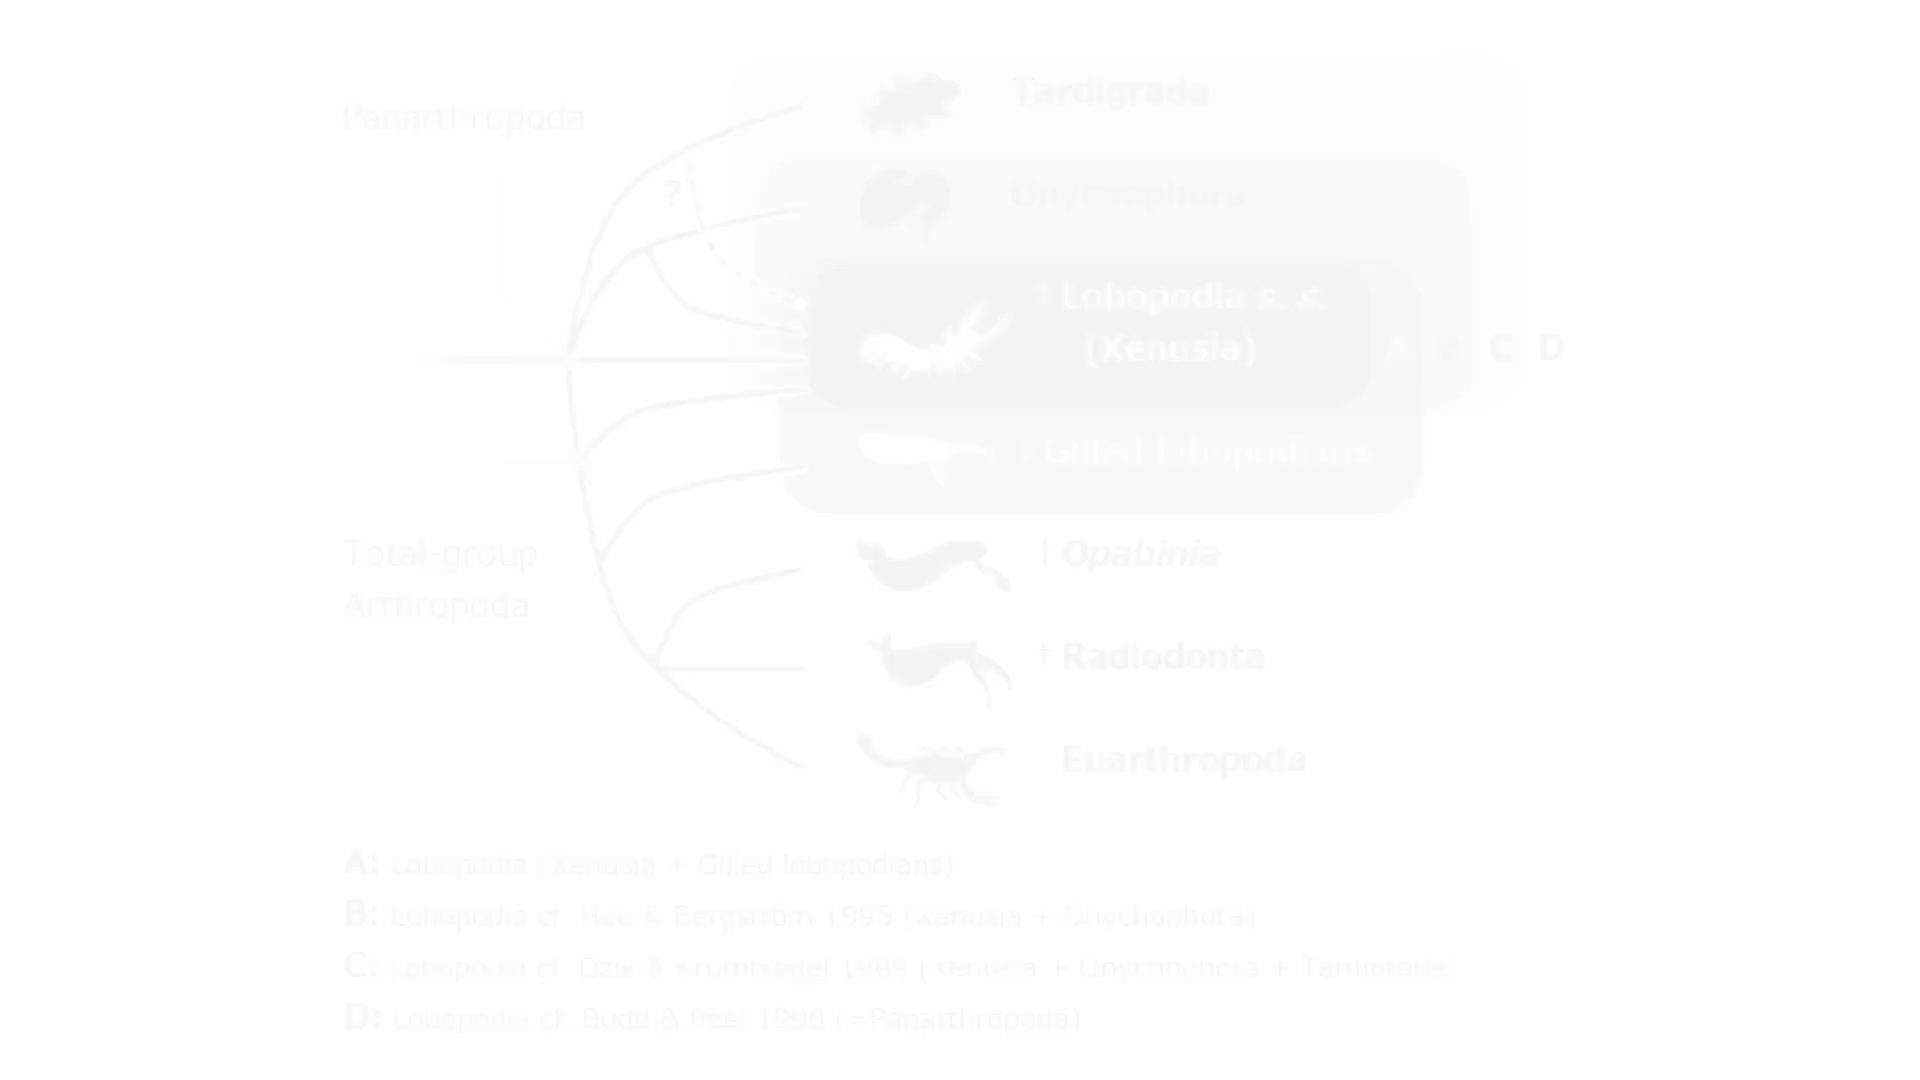 Tardigrada
Panarthropoda
?
Onychophora
† Lobopodia s. s.
(Xenusia)
A B C D
† Gilled lobopodians
Total-group
Arthropoda
† Opabinia
† Radiodonta
Euarthropoda
A: Lobopodia (Xenusia + Gilled lobopodians)
B: Lobopodia cf. Hou & Bergström 1995 (Xenusia + Onychophora)
C: Lobopodia cf. Dzik & Krumbiegel 1989 (Xenusia + Onychophora + Tardigrada)
D: Lobopodia cf. Budd & Peel 1998 (=Panarthropoda)